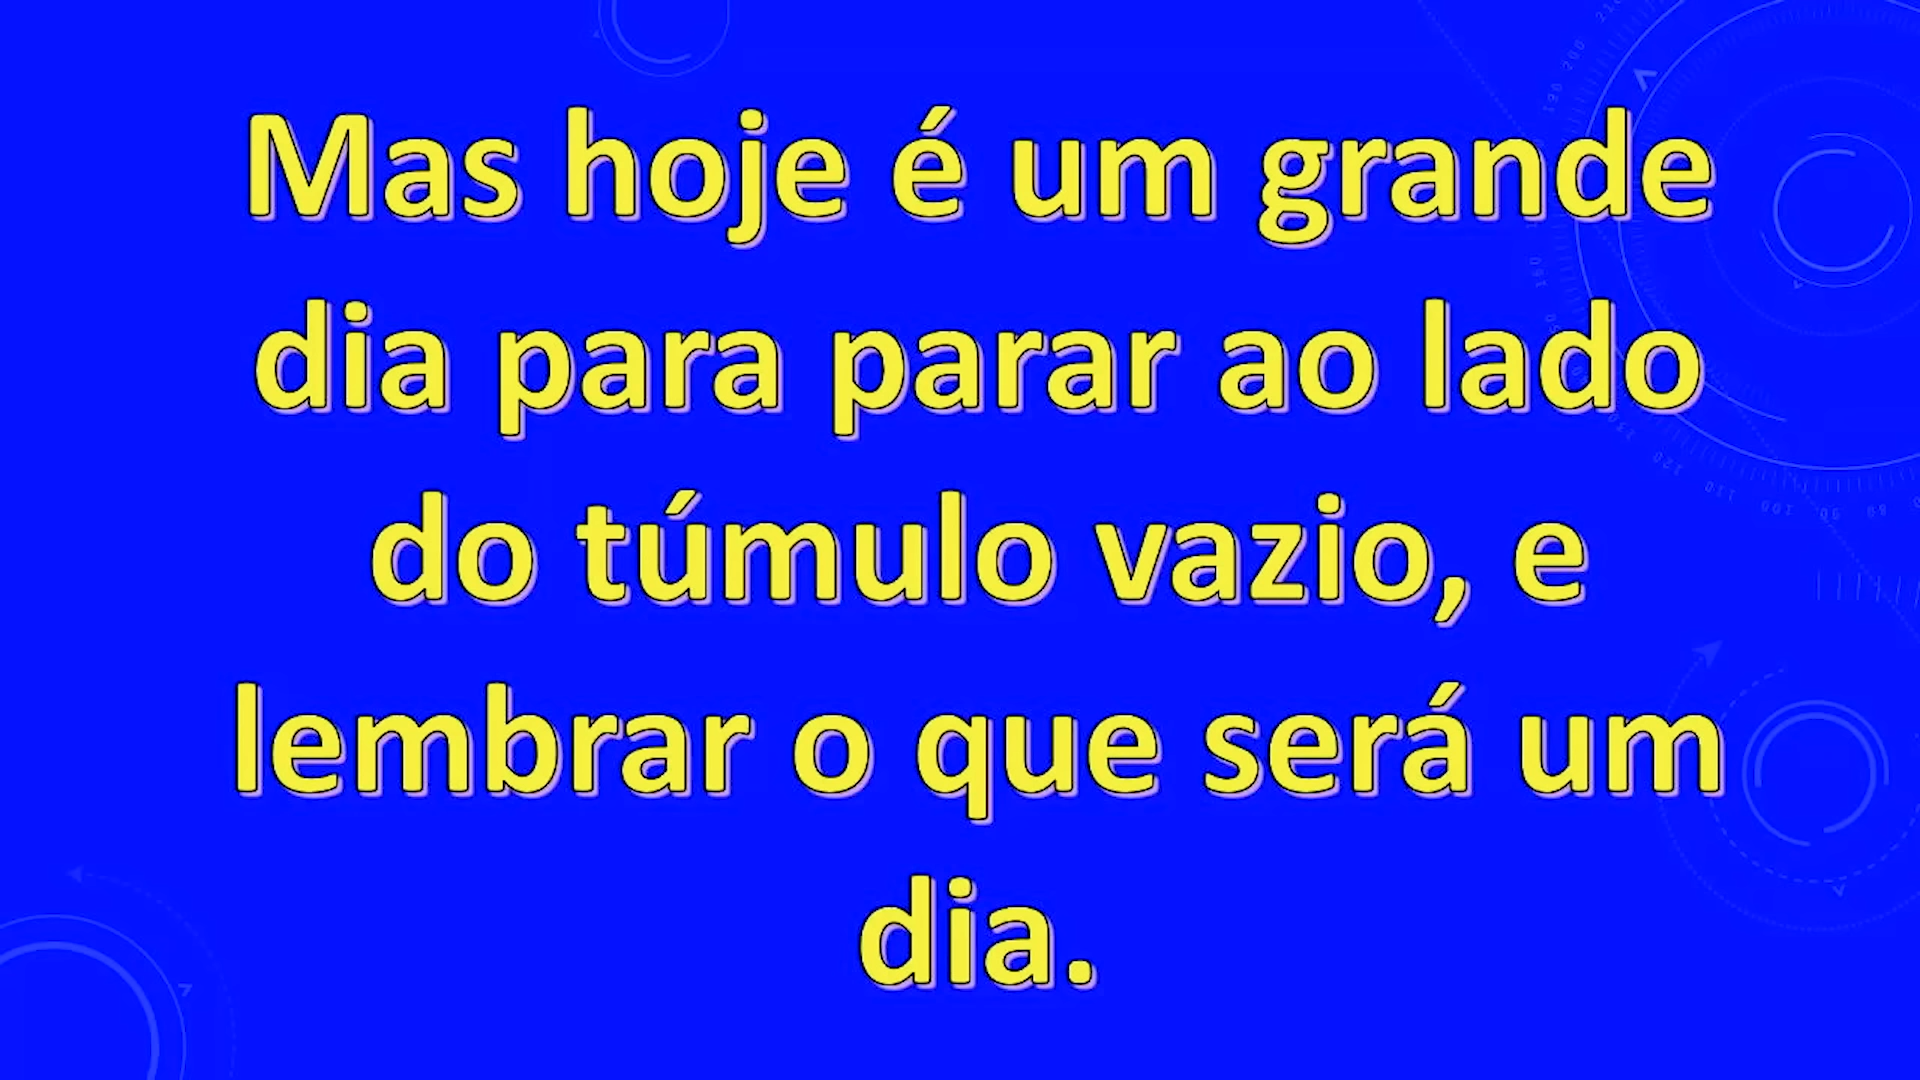 Mas hoje é um grande
dia para parar ao lado
do túmulo vazio, e
lembrar o que será um
dia.